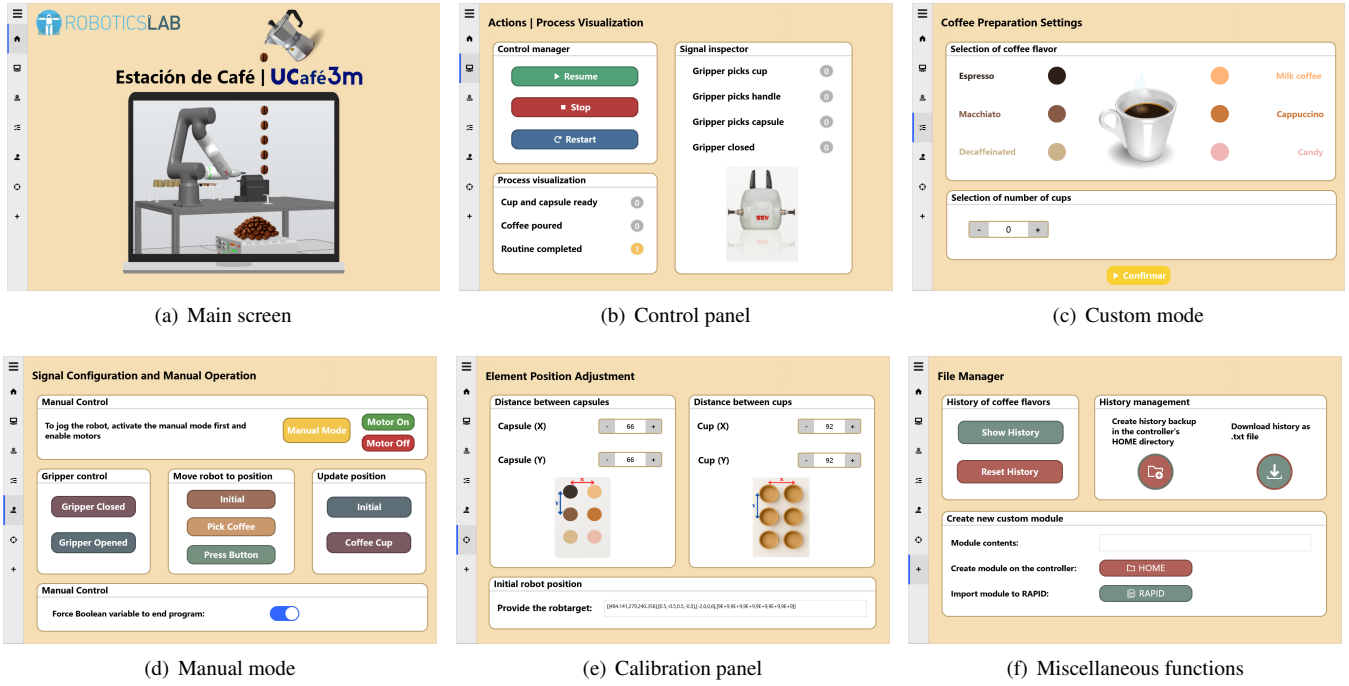 ROBOTICSLAB
Estación de Café | UCafé3m
(a) Main screen
Actions | Process Visualization
Control manager
Resume
Stop
Restart
Process visualization
Cup and capsule ready 0
Coffee poured 0
Routine completed 1
Signal inspector
Gripper picks cup 0
Gripper picks handle 0
Gripper picks capsule 0
Gripper closed 0
(b) Control panel
Coffee Preparation Settings
Selection of coffee flavor
Espresso
Milk coffee
Macchiato
Cappuccino
Decaffeinated
Candy
Selection of number of cups
- 0 +
Confirmar
(c) Custom mode
Signal Configuration and Manual Operation
Manual Control
To jog the robot, activate the manual mode first and
enable motors
Manual Mode
Motor On
Motor Off
Gripper control
Gripper Closed
Gripper Opened
Move robot to position
Initial
Pick Coffee
Press Button
Update position
Initial
Coffee Cup
Manual Control
Force Boolean variable to end program:
(d) Manual mode
Element Position Adjustment
Distance between capsules
Capsule (X) - 66 +
Capsule (Y) - 66 +
X
Y
Distance between cups
Cup (X) - 92 +
Cup (Y) - 92 +
X
Y
Initial robot position
Provide the robtarget:
(e) Calibration panel
File Manager
History of coffee flavors
Show History
Reset History
History management
Create history backup
in the controller's
HOME directory
Download history as
.txt file
Create new custom module
Module contents:
Create module on the controller: HOME
Import module to RAPID: RAPID
(f) Miscellaneous functions